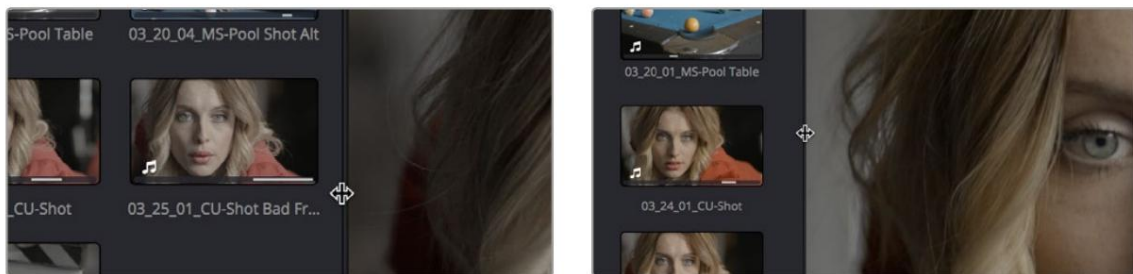 S-Pool Table
03_20_04_MS-Pool Shot Alt
_CU-Shot
03_25_01_CU-Shot Bad Fr...
03_20_01_MS-Pool Table
03_24_01_CU-Shot